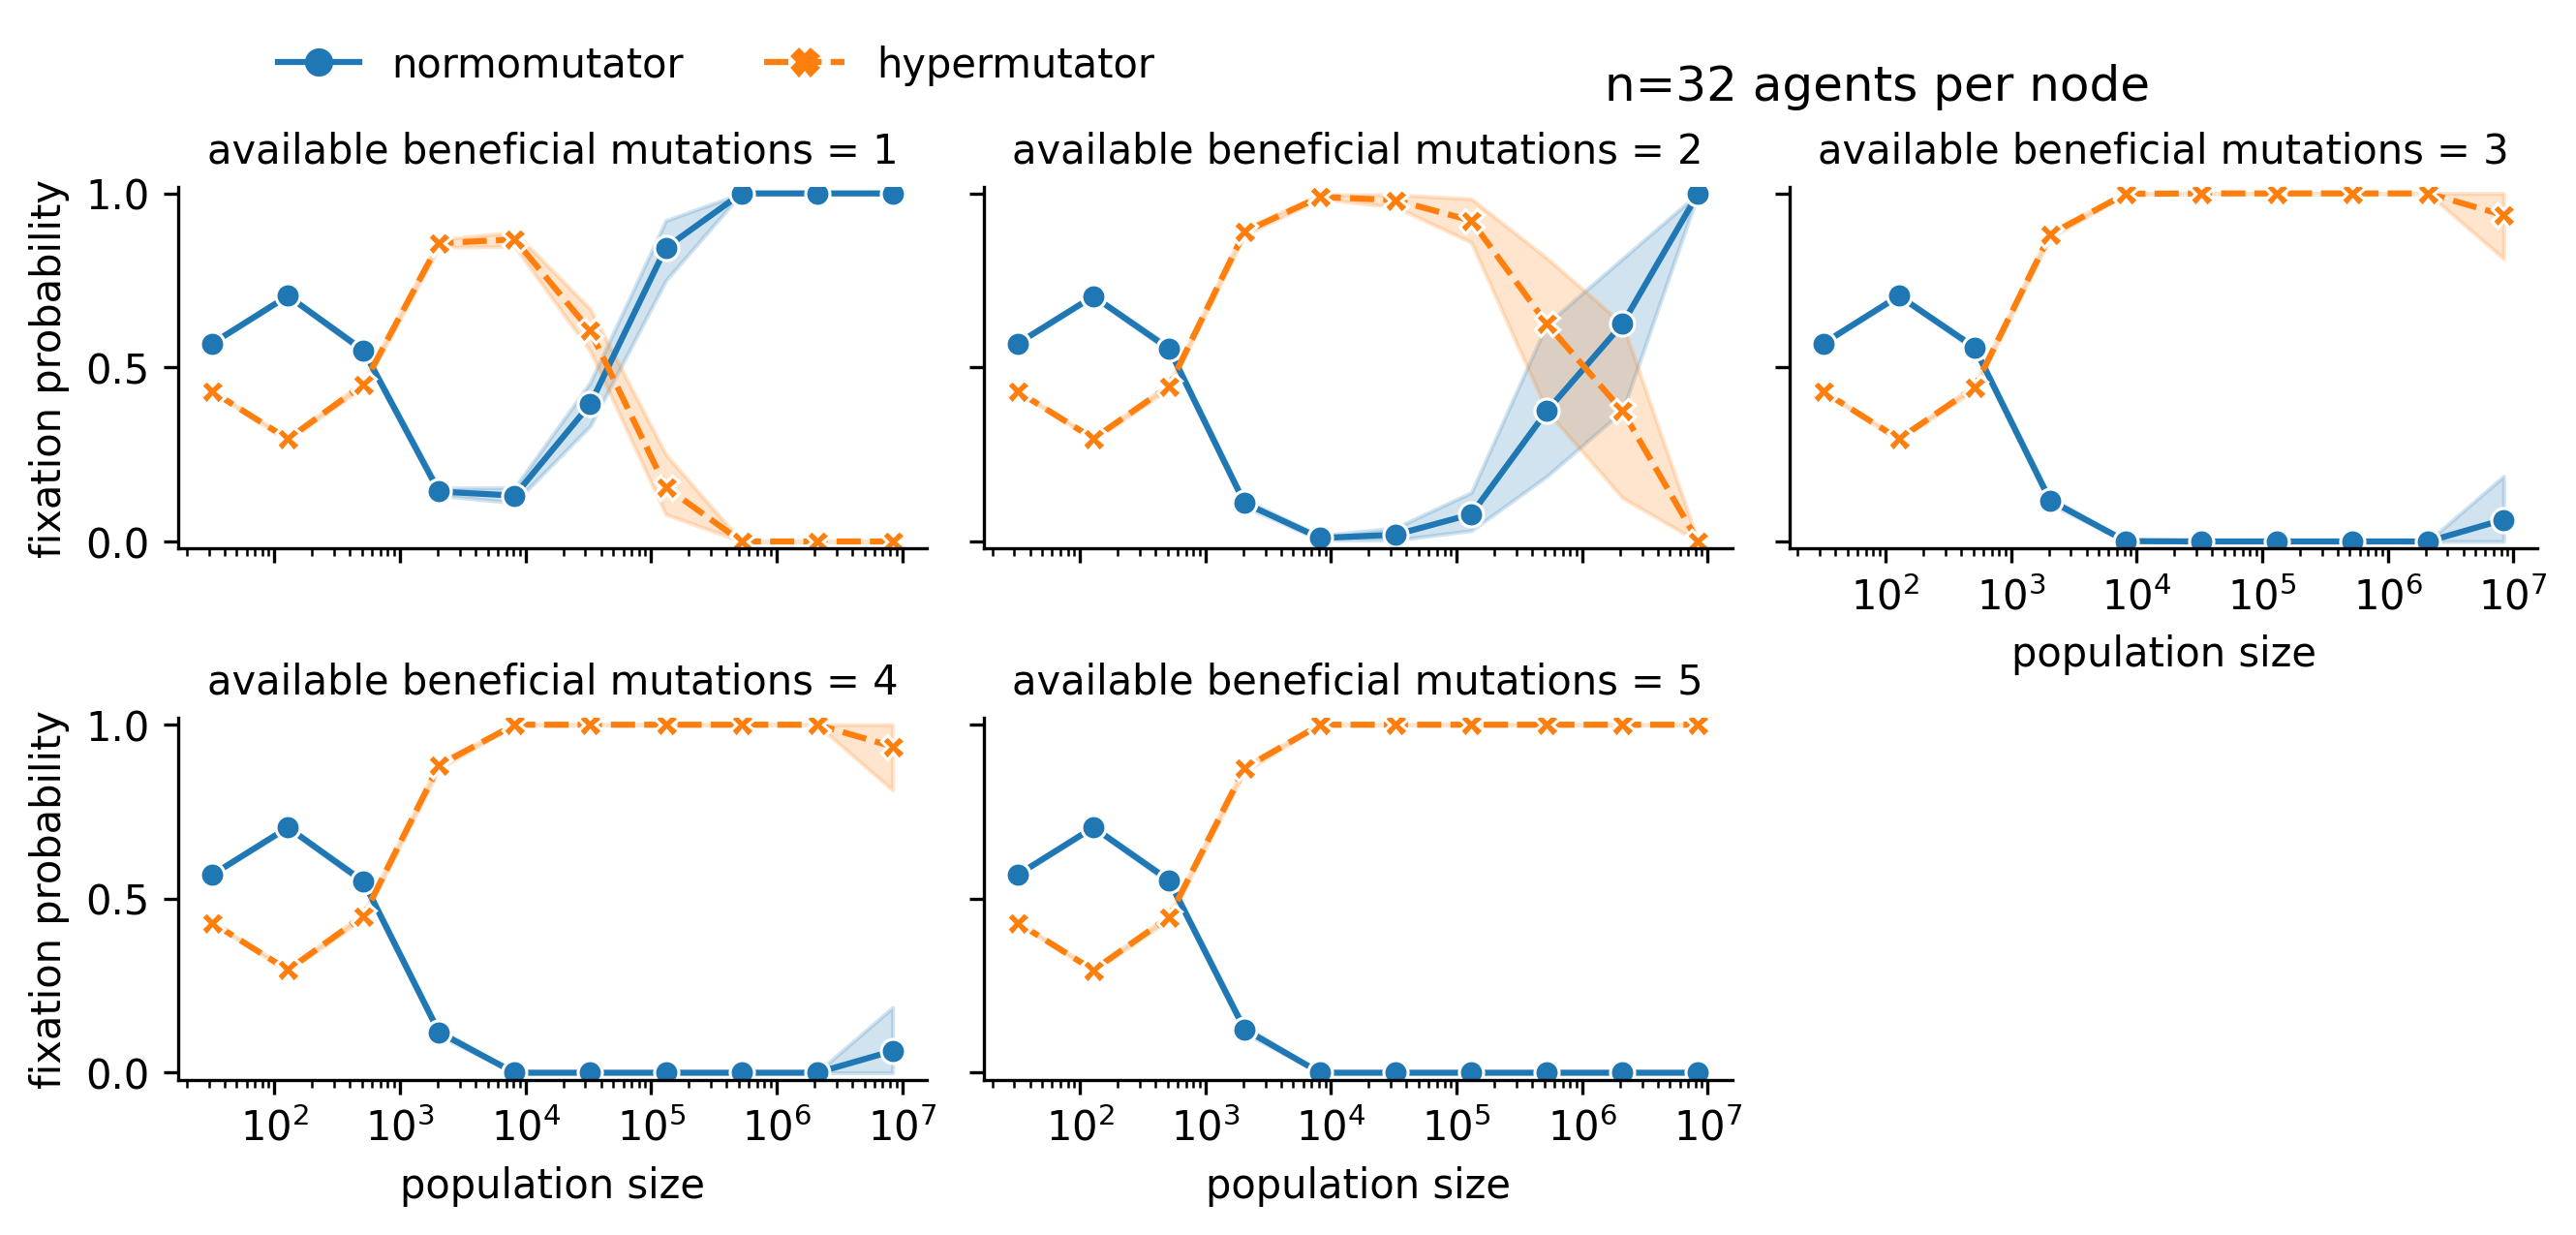 normomutator
hypermutator
n=32 agents per node
available beneficial mutations = 1
available beneficial mutations = 2
available beneficial mutations = 3
fixation probability
1.0
0.5
0.0
10² 10³ 10⁴ 10⁵ 10⁶ 10⁷
population size
available beneficial mutations = 4
available beneficial mutations = 5
fixation probability
1.0
0.5
0.0
10² 10³ 10⁴ 10⁵ 10⁶ 10⁷
10² 10³ 10⁴ 10⁵ 10⁶ 10⁷
population size
population size